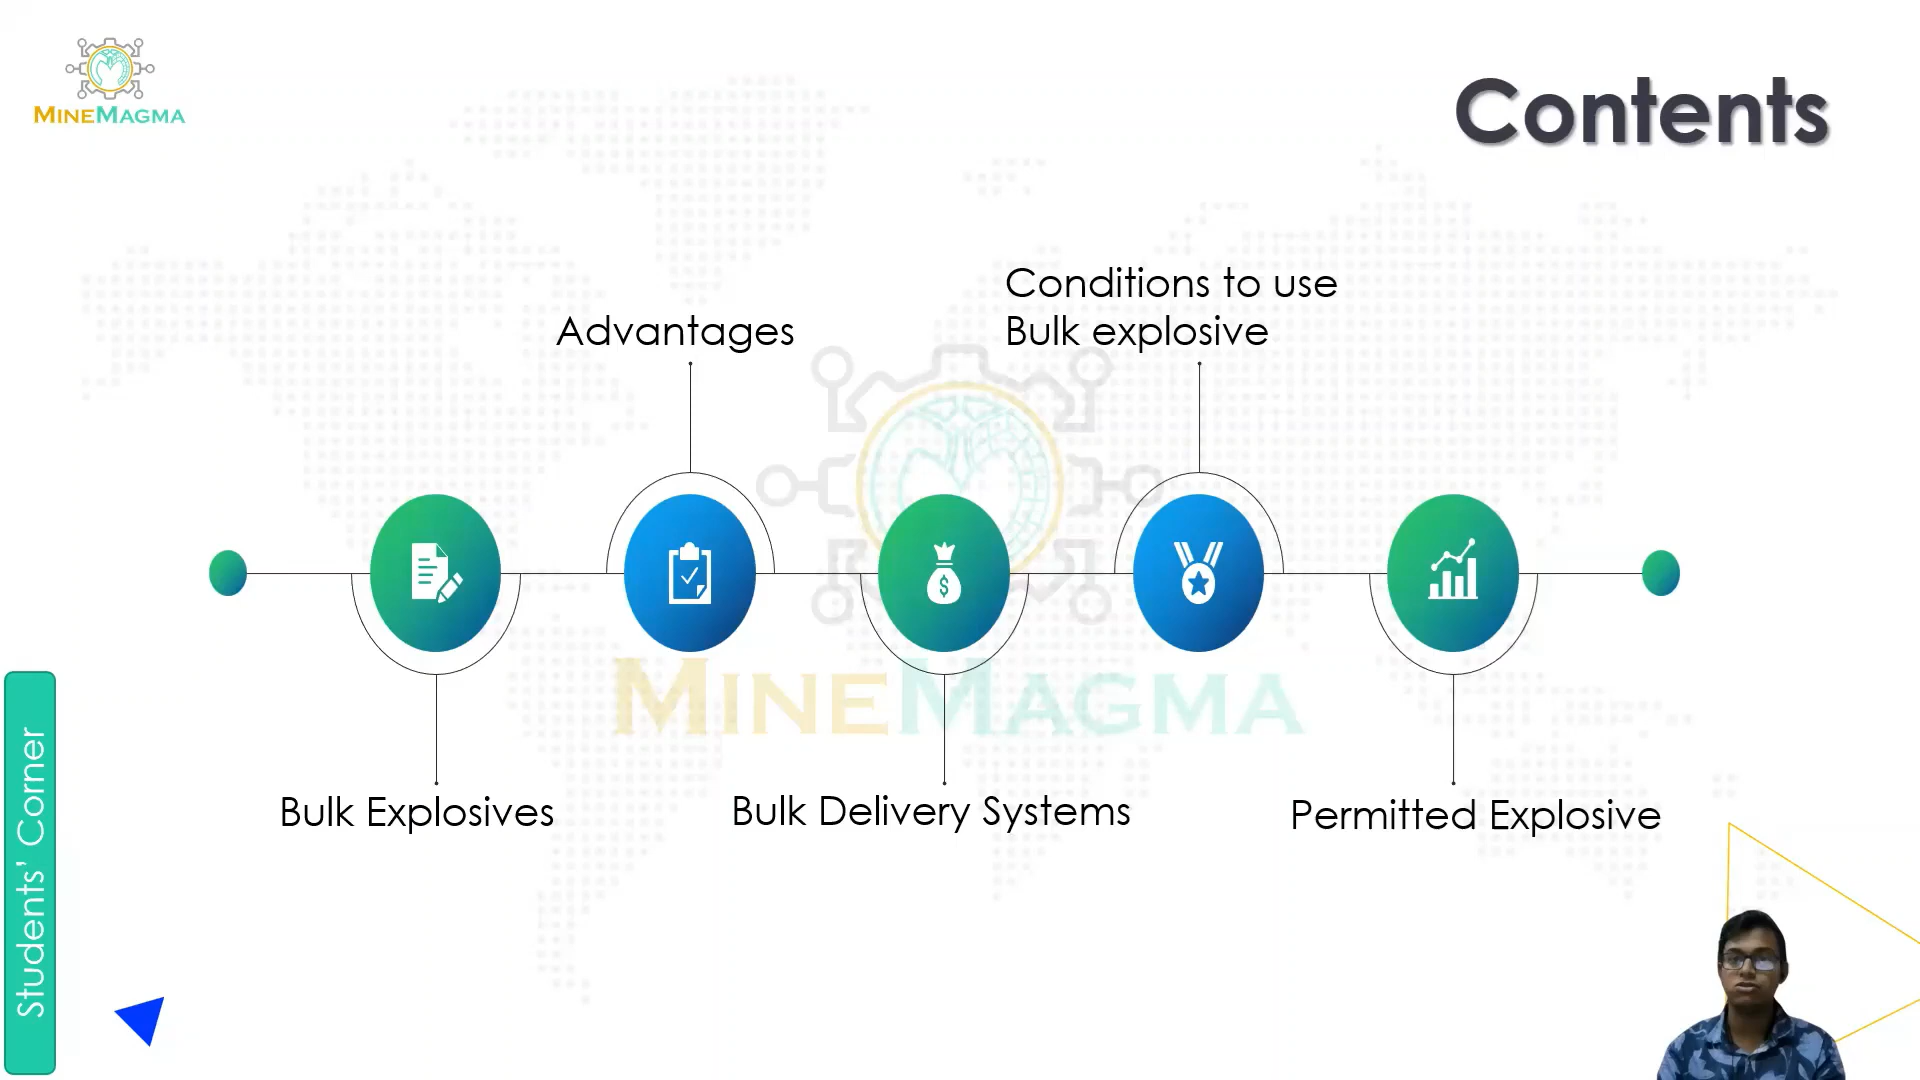 MINEMAGMA
Contents
Conditions to use
Bulk explosive
Advantages
$
MINEMAGMA
Bulk Explosives
Bulk Delivery Systems
Permitted Explosive
Students’ Corner